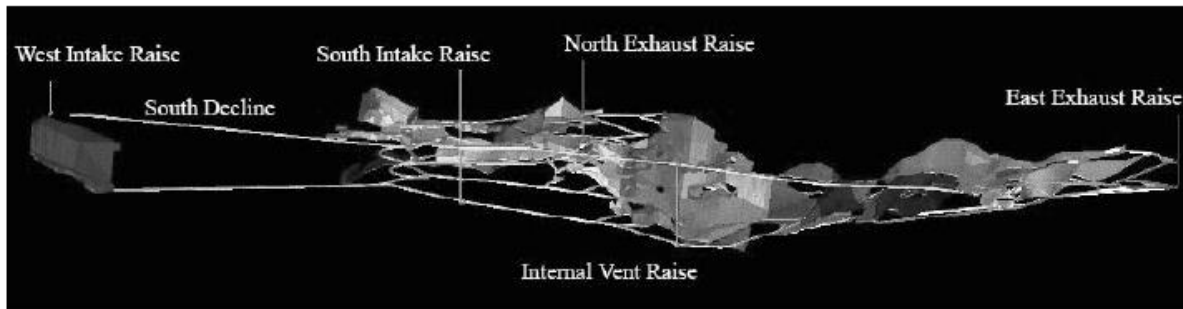 West Intake Raise
South Decline
South Intake Raise
North Exhaust Raise
East Exhaust Raise
Internal Vent Raise